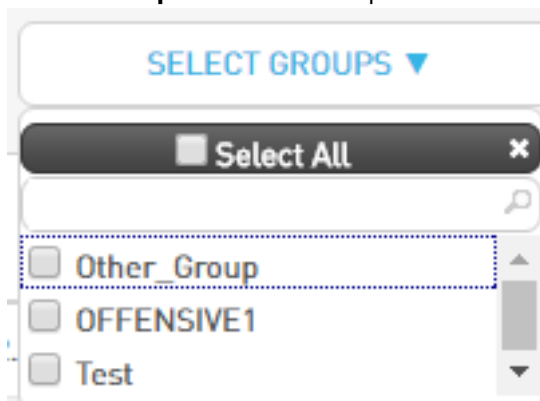 SELECT GROUPS ▼
Select All
Other_Group
OFFENSIVE1
Test